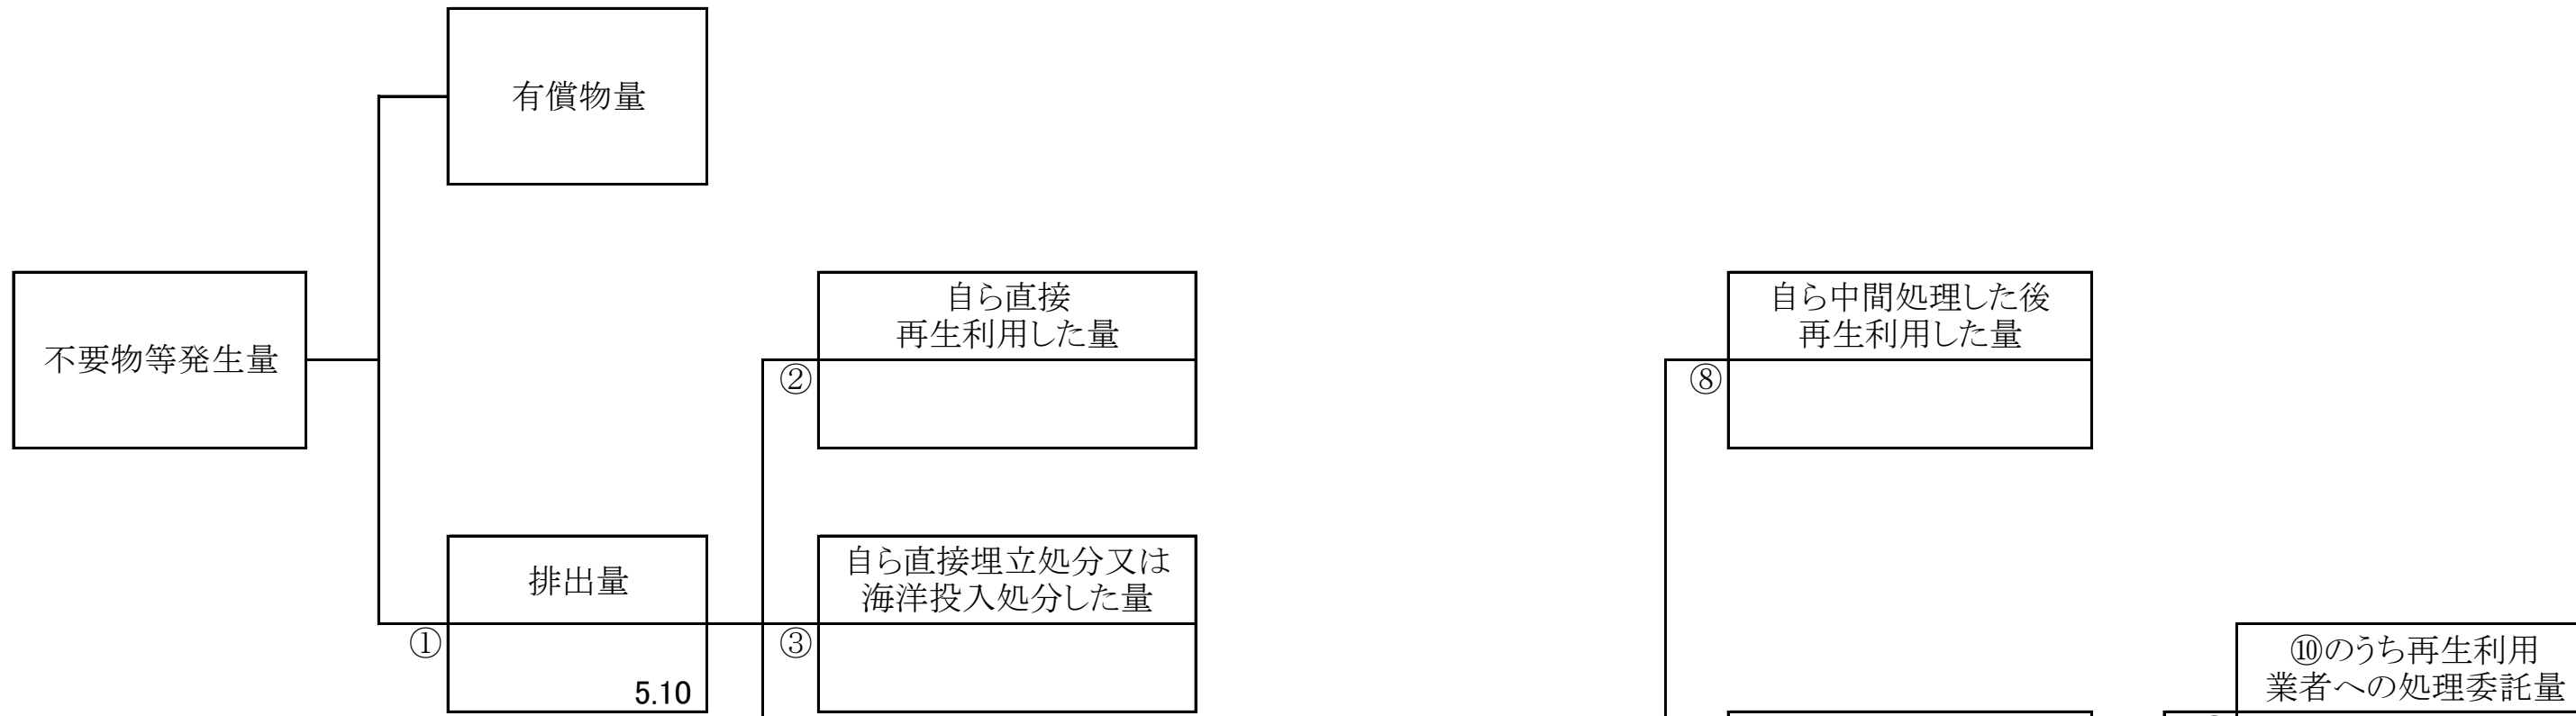 有償物量
不要物等発生量
自ら直接
再生利用した量
②
自ら中間処理した後
再生利用した量
⑧
排出量
①
5.10
自ら直接埋立処分又は
海洋投入処分した量
③
⑩のうち再生利用
業者への処理委託量